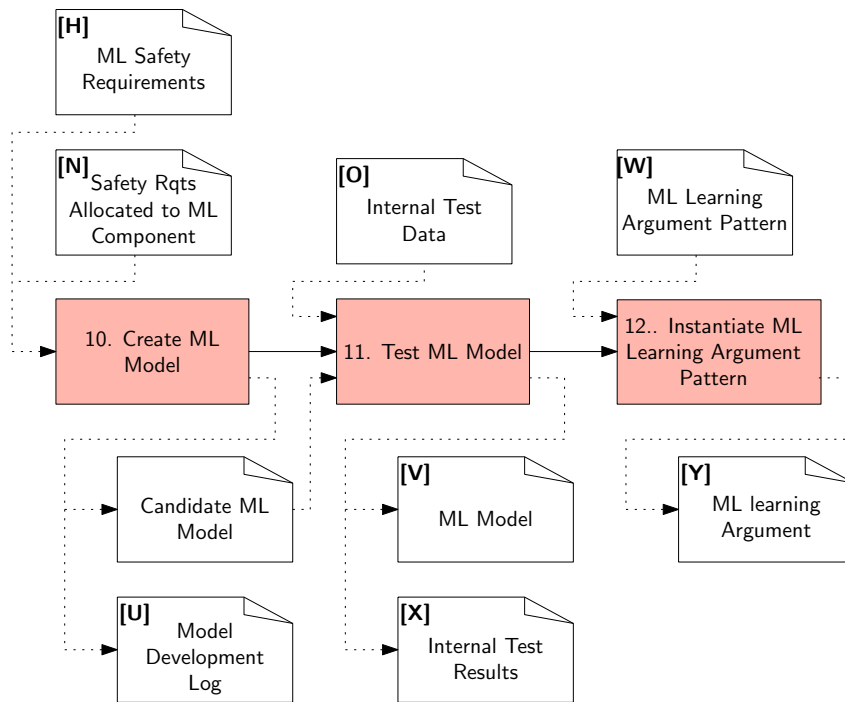 [H]
ML Safety
Requirements
[N]
Safety Rqts
Allocated to ML
Component
[O]
Internal Test
Data
[W]
ML Learning
Argument Pattern
10. Create ML
Model
11. Test ML Model
12.. Instantiate ML
Learning Argument
Pattern
Candidate ML
Model
[V]
ML Model
[Y]
ML learning
Argument
[U]
Model
Development
Log
[X]
Internal Test
Results